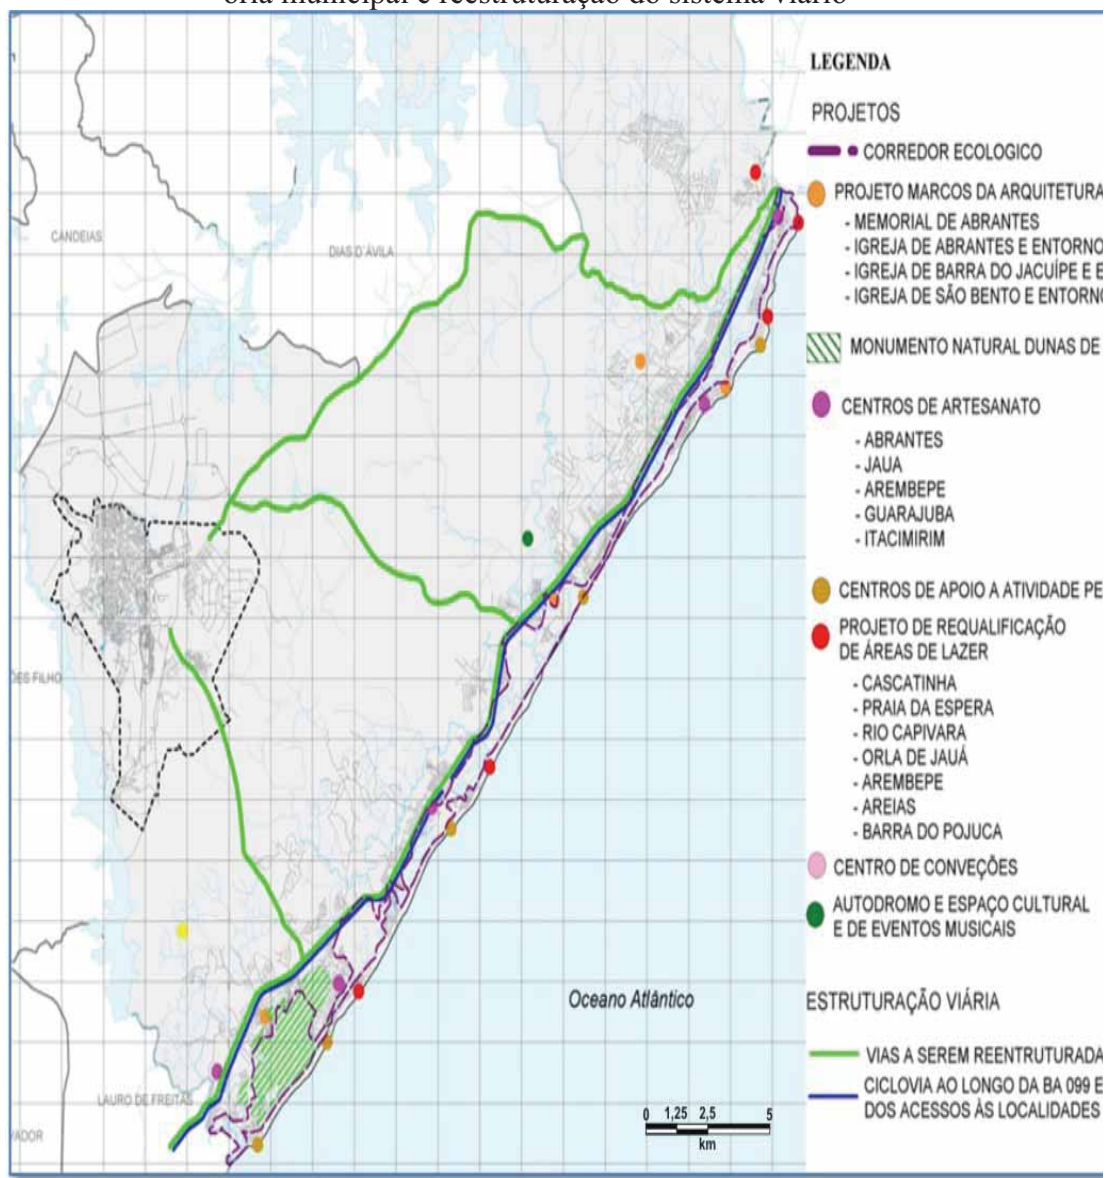 orla municipal e reestruturação do sistema viário
LEGENDA
PROJETOS
CORREDOR ECOLOGICO
PROJETO MARCOS DA ARQUITETURA
- MEMORIAL DE ABRANTES
- IGREJA DE ABRANTES E ENTORNO
- IGREJA DE BARRA DO JACUÍPE E E
- IGREJA DE SÃO BENTO E ENTORNO
MONUMENTO NATURAL DUNAS DE
CENTROS DE ARTESANATO
- ABRANTES
- JAUA
- AREMBEPE
- GUARAJUBA
- ITACIMIRIM
CENTROS DE APOIO A ATIVIDADE PE
PROJETO DE REQUALIFICAÇÃO
DE ÁREAS DE LAZER
- CASCATINHA
- PRAIA DA ESPERA
- RIO CAPIVARA
- ORLA DE JAUÁ
- AREMBEPE
- AREIAS
- BARRA DO POJUCA
CENTRO DE CONVEÇÕES
AUTODROMO E ESPAÇO CULTURAL
E DE EVENTOS MUSICAIS
ESTRUTURAÇÃO VIÁRIA
VIAS A SEREM REENTRUTURADA
CICLOVIA AO LONGO DA BA 099 E
DOS ACESSOS ÀS LOCALIDADES
CANDEIAS
DIAS D'ÁVILA
ÕES FILHO
Oceano Atlântico
LAURO DE FREITAS
VADOR
0 1,25 2,5 5
km